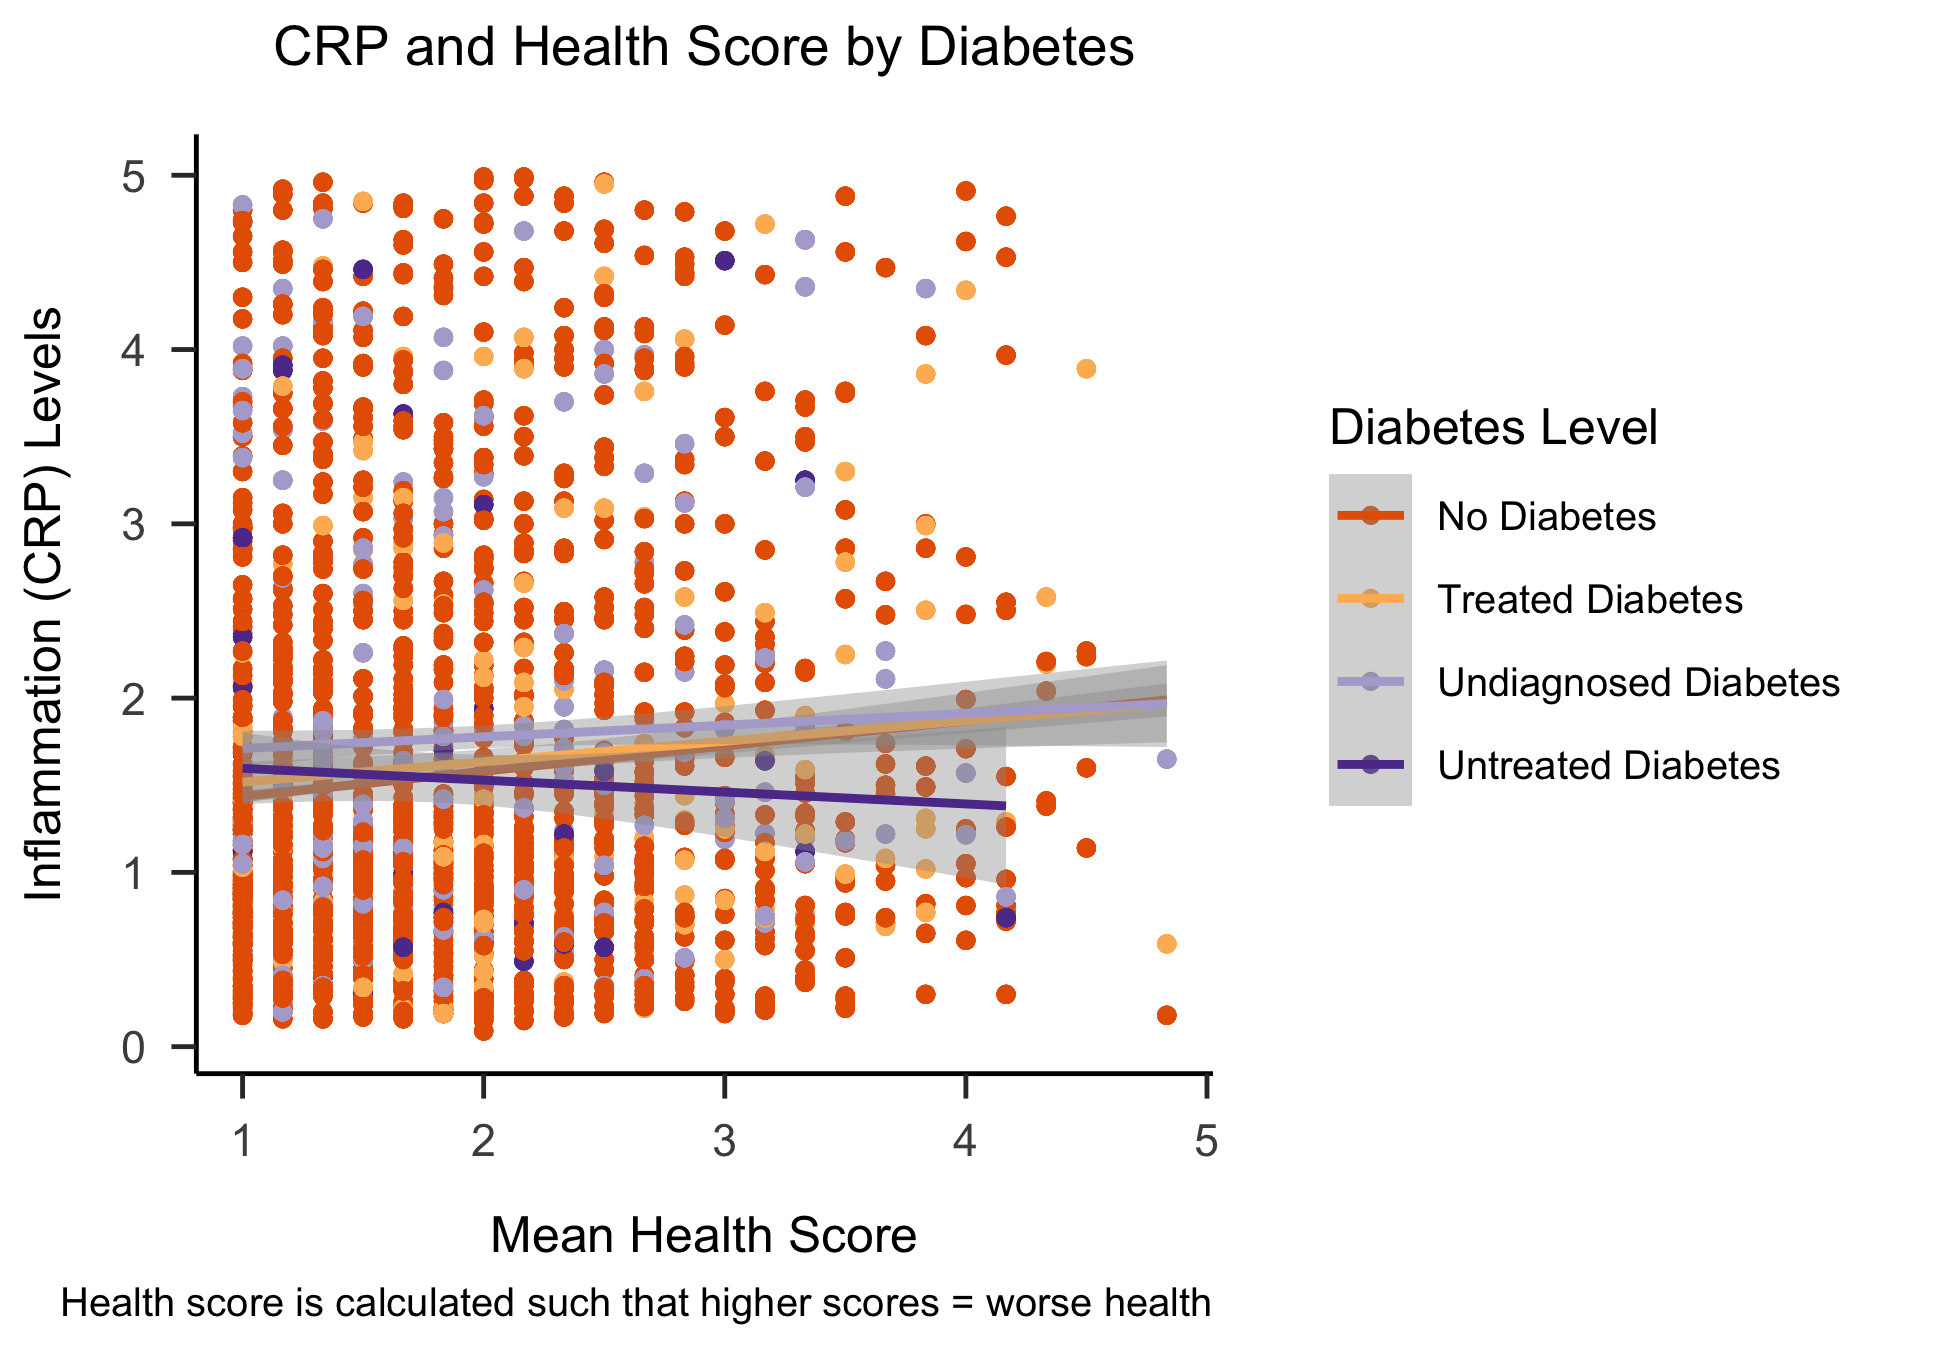 CRP and Health Score by Diabetes
Inflammation (CRP) Levels
5
4
3
2
1
0
1 2 3 4 5
Mean Health Score
Health score is calculated such that higher scores = worse health
Diabetes Level
No Diabetes
Treated Diabetes
Undiagnosed Diabetes
Untreated Diabetes